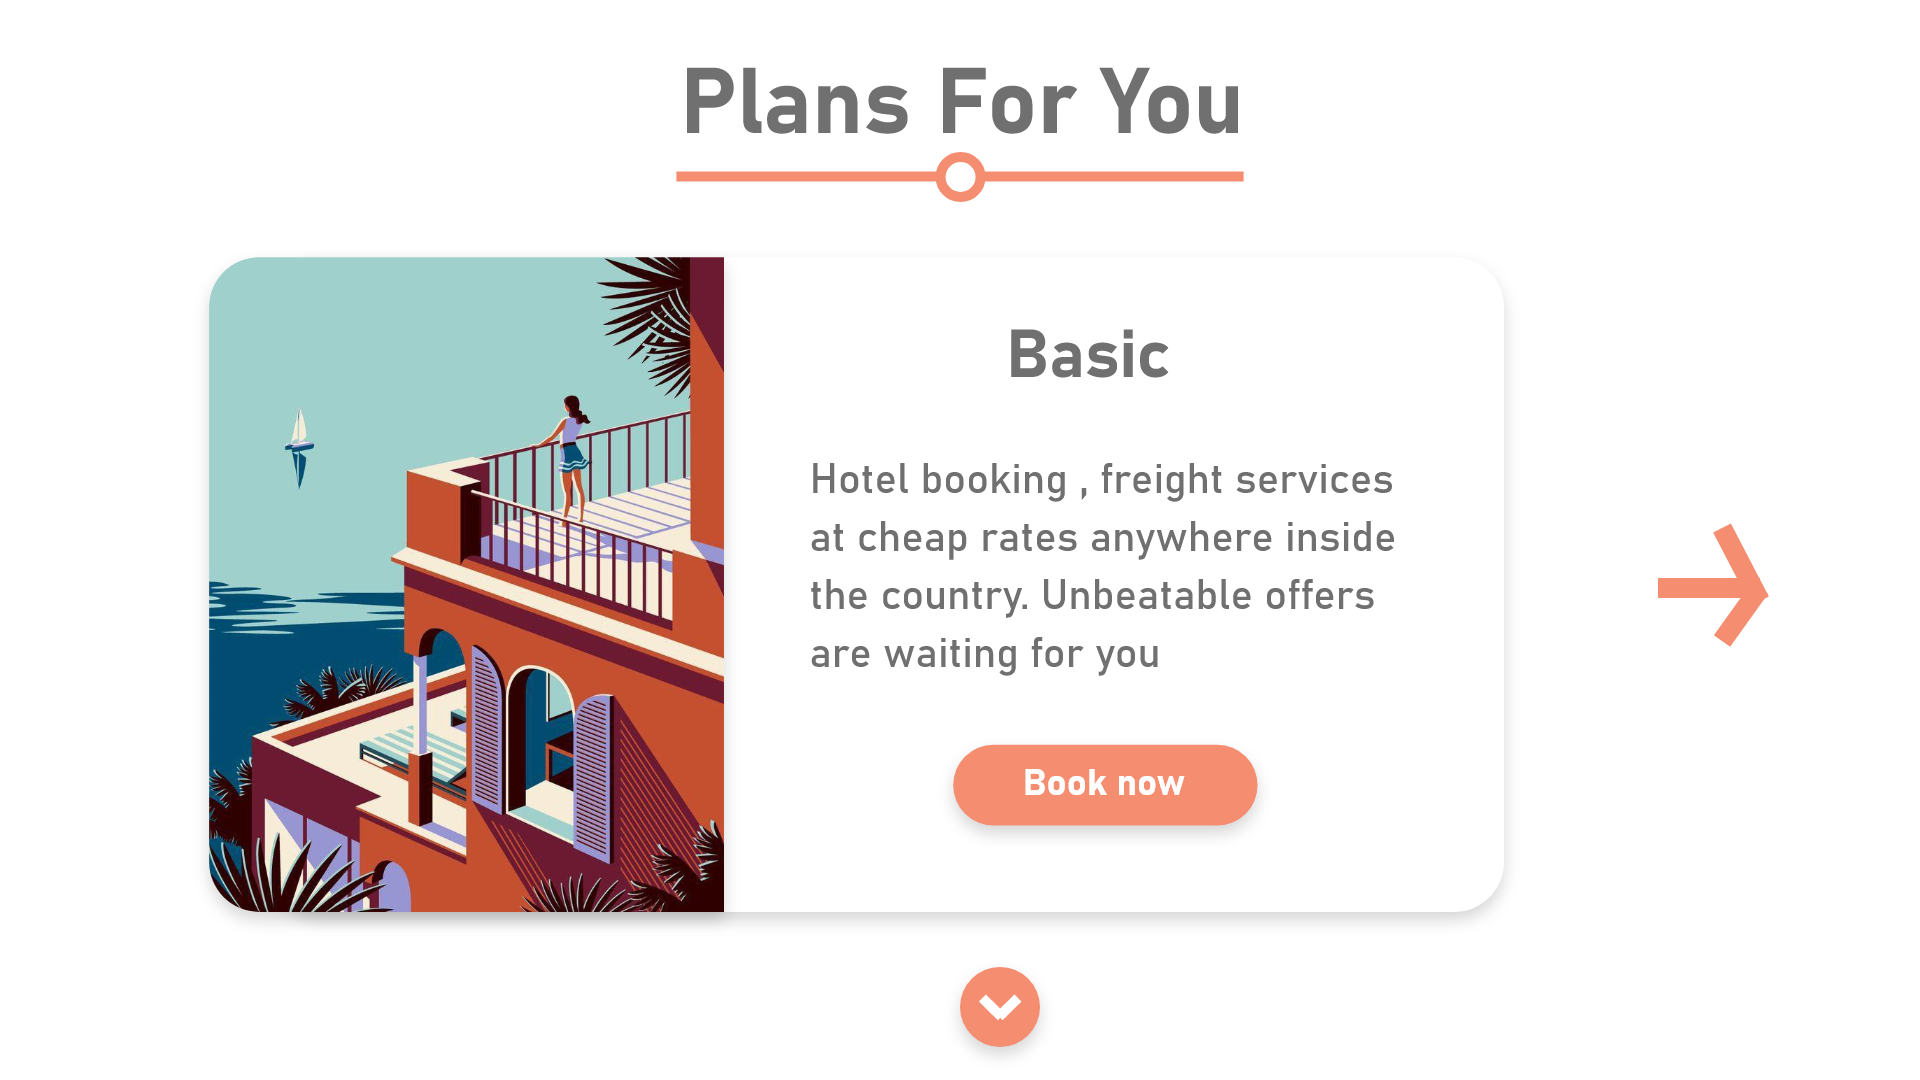 Plans For You
Basic
Hotel booking , freight services
at cheap rates anywhere inside
the country. Unbeatable offers
are waiting for you
Book now